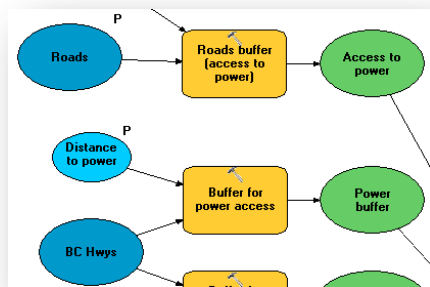 P
Roads
Roads buffer
(access to
power)
Access to
power
P
Distance
to power
Buffer for
power access
Power
buffer
BC Hwys